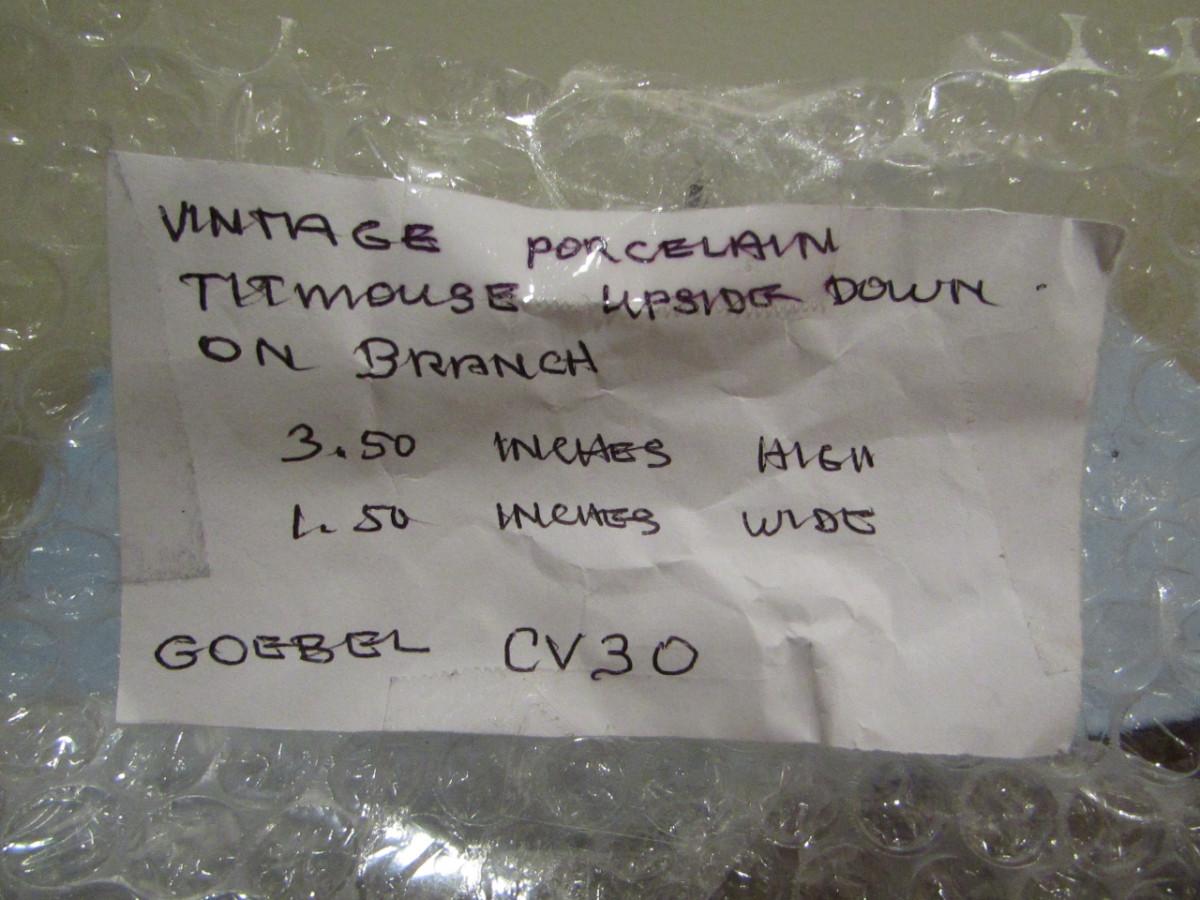 VINTAGE PORCELAIN
TITMOUSE UPSIDE DOWN
ON BRANCH
3.50 INCHES HIGH
1.50 INCHES WIDE
GOEBEL CV30